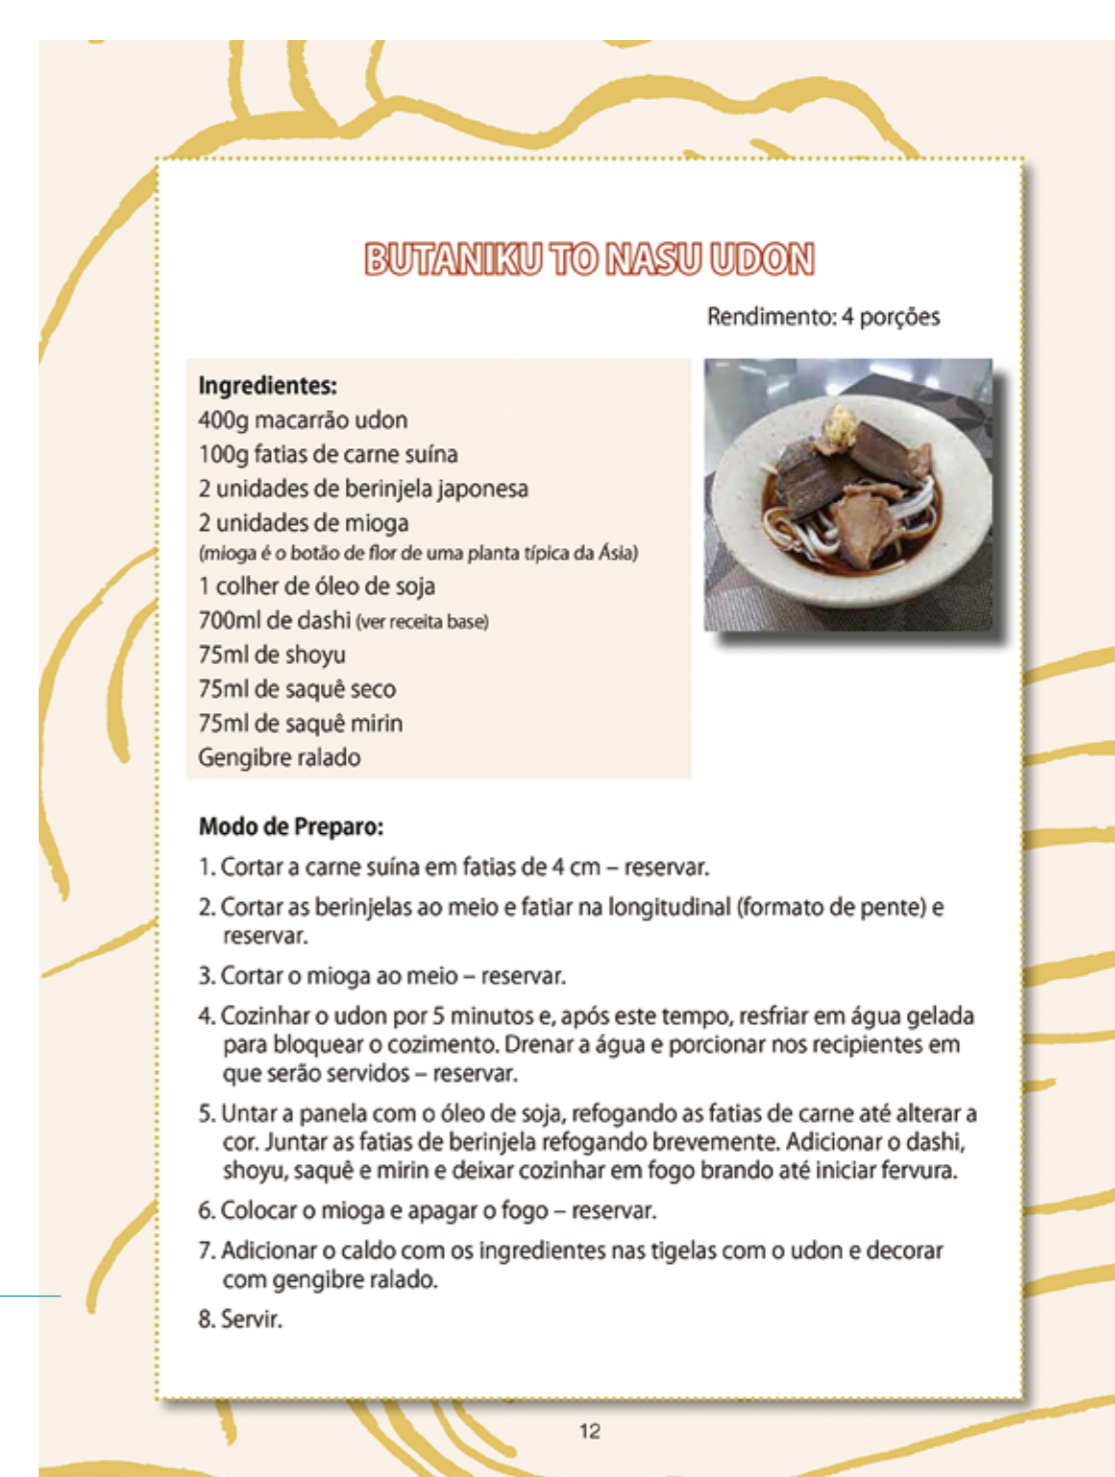 BUTANIKU TO NASU UDON
Rendimento: 4 porções
Ingredientes:
400g macarrão udon
100g fatias de carne suína
2 unidades de berinjela japonesa
2 unidades de mioga
(mioga é o botão de flor de uma planta típica da Ásia)
1 colher de óleo de soja
700ml de dashi (ver receita base)
75ml de shoyu
75ml de saquê seco
75ml de saquê mirin
Gengibre ralado
Modo de Preparo:
1. Cortar a carne suína em fatias de 4 cm – reservar.
2. Cortar as berinjelas ao meio e fatiar na longitudinal (formato de pente) e
reservar.
3. Cortar o mioga ao meio – reservar.
4. Cozinhar o udon por 5 minutos e, após este tempo, resfriar em água gelada
para bloquear o cozimento. Drenar a água e porcionar nos recipientes em
que serão servidos – reservar.
5. Untar a panela com o óleo de soja, refogando as fatias de carne até alterar a
cor. Juntar as fatias de berinjela refogando brevemente. Adicionar o dashi,
shoyu, saquê e mirin e deixar cozinhar em fogo brando até iniciar fervura.
6. Colocar o mioga e apagar o fogo – reservar.
7. Adicionar o caldo com os ingredientes nas tigelas com o udon e decorar
com gengibre ralado.
8. Servir.
12